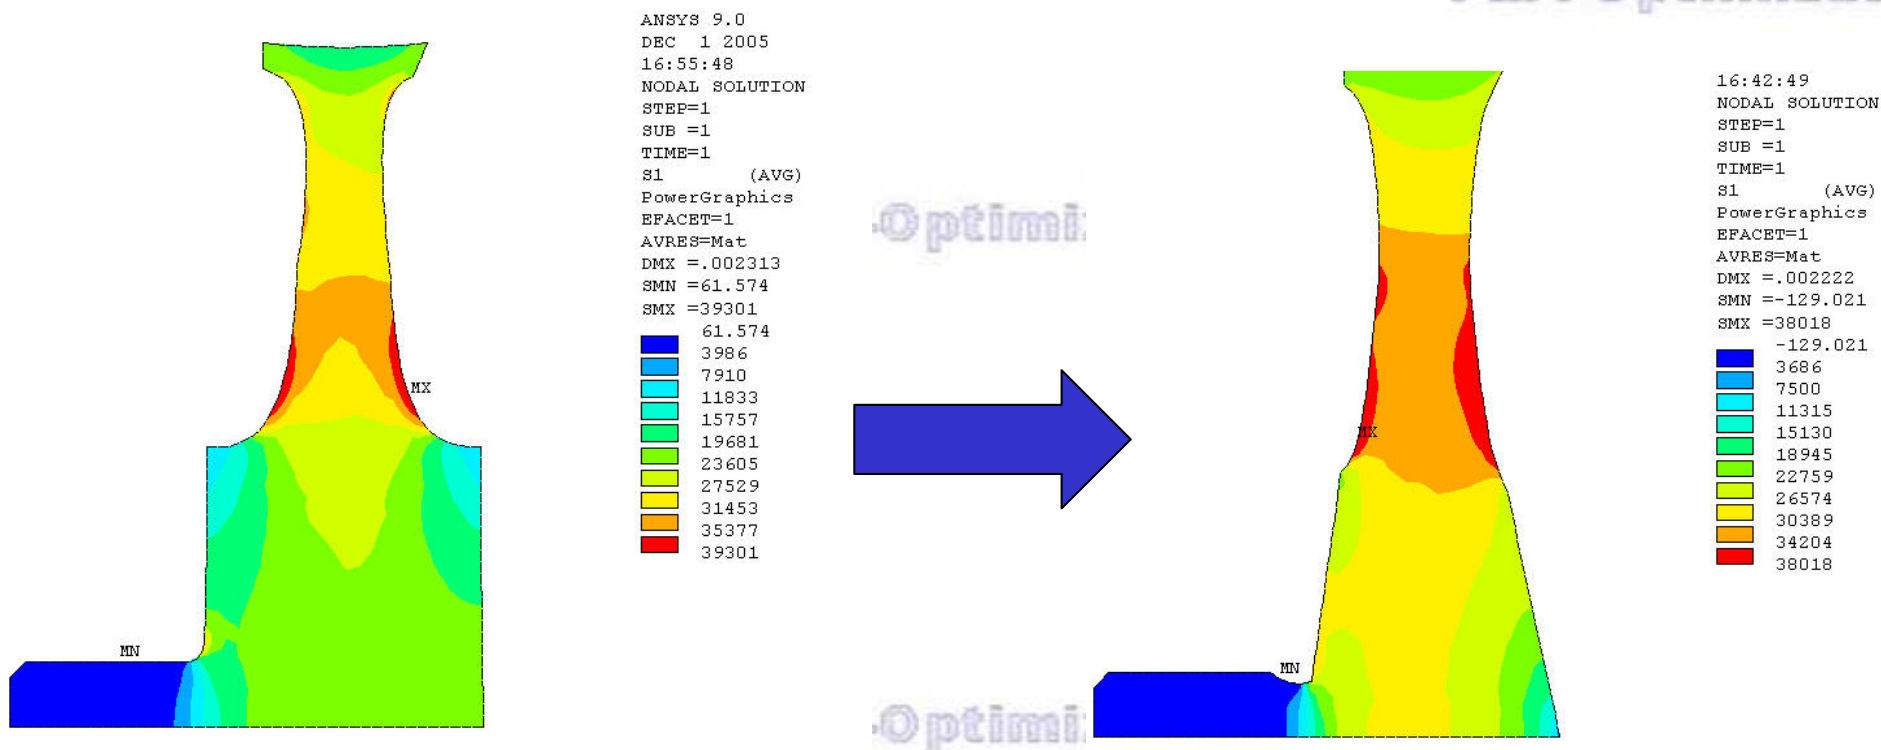 ANSYS 9.0
DEC  1 2005
16:55:48
NODAL SOLUTION
STEP=1
SUB =1
TIME=1
S1       (AVG)
PowerGraphics
EFACET=1
AVRES=Mat
DMX =.002313
SMN =61.574
SMX =39301
61.574
3986
7910
11833
15757
19681
23605
27529
31453
35377
39301
MX
MN
16:42:49
NODAL SOLUTION
STEP=1
SUB =1
TIME=1
S1       (AVG)
PowerGraphics
EFACET=1
AVRES=Mat
DMX =.002222
SMN =-129.021
SMX =38018
-129.021
3686
7500
11315
15130
18945
22759
26574
30389
34204
38018
MX
MN